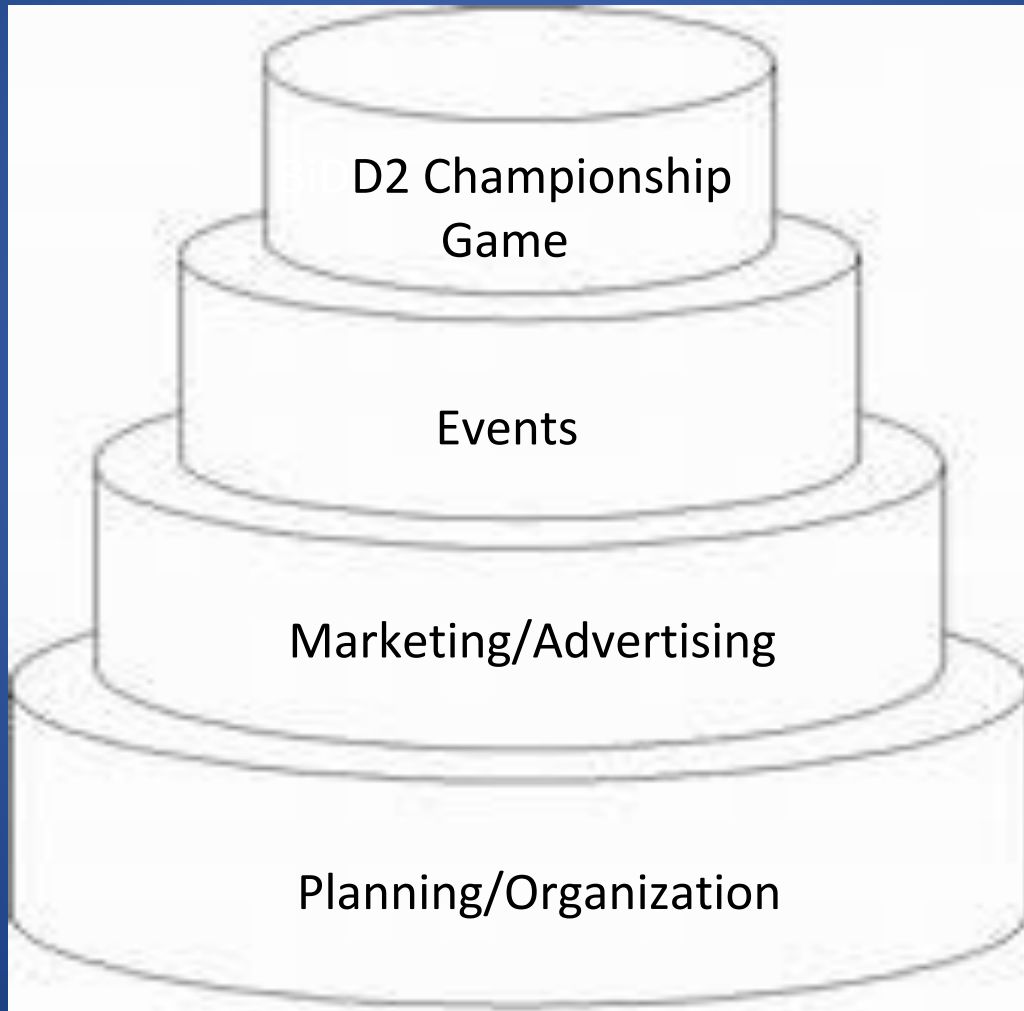 D2 Championship
Game
Events
Marketing/Advertising
Planning/Organization